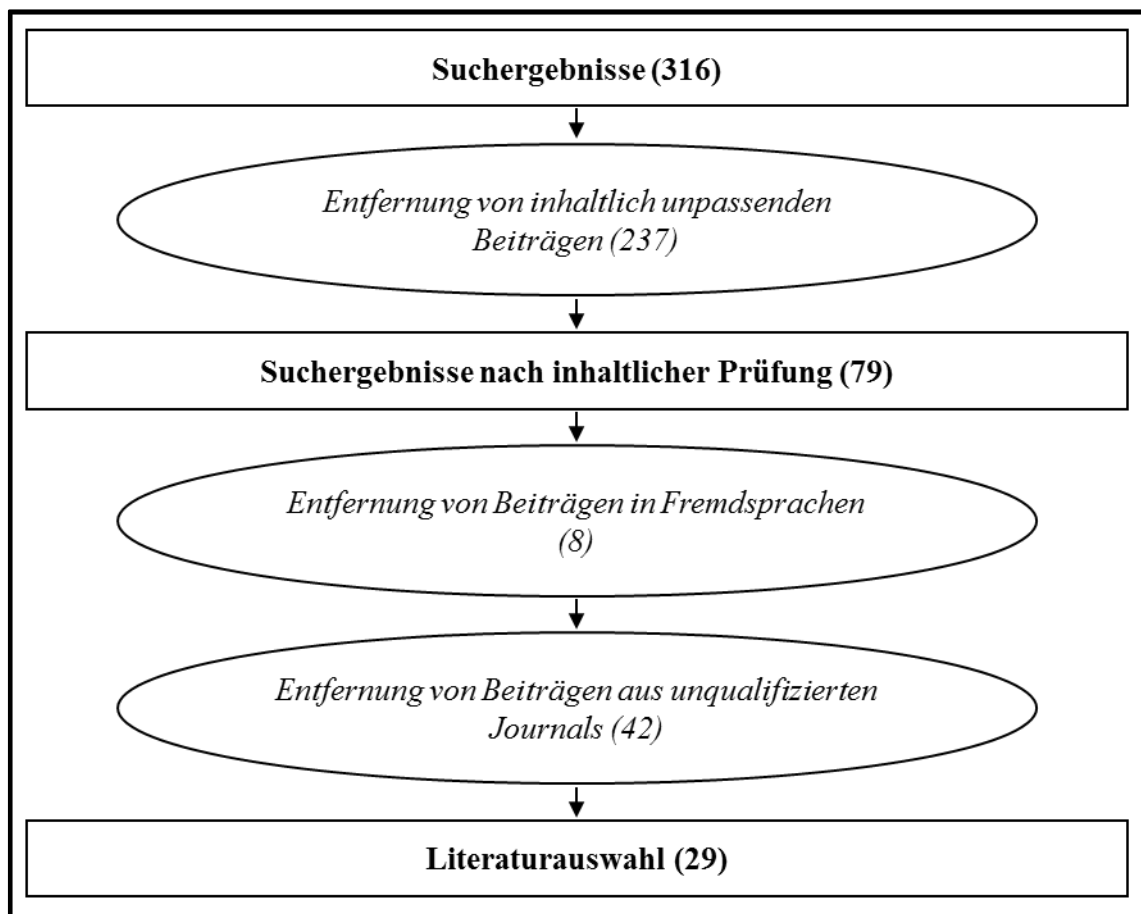 Suchergebnisse (316)
Entfernung von inhaltlich unpassenden
Beiträgen (237)
Suchergebnisse nach inhaltlicher Prüfung (79)
Entfernung von Beiträgen in Fremdsprachen
(8)
Entfernung von Beiträgen aus unqualifizierten
Journals (42)
Literaturauswahl (29)